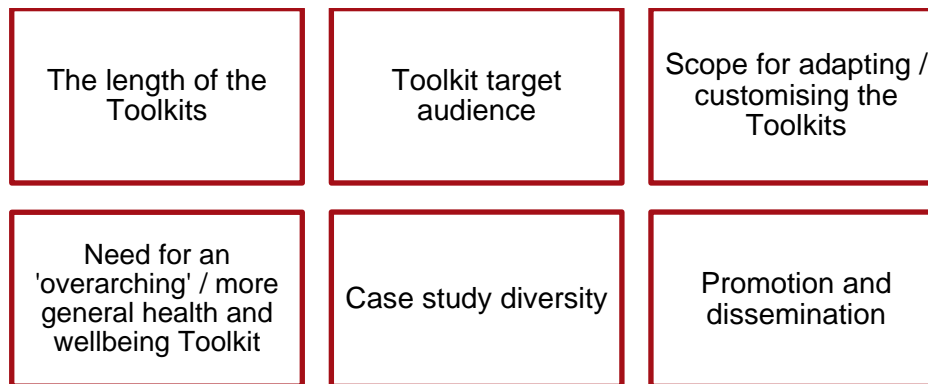 The length of the
Toolkits
Toolkit target
audience
Scope for adapting /
customising the
Toolkits
Need for an
'overarching' / more
general health and
wellbeing Toolkit
Case study diversity
Promotion and
dissemination